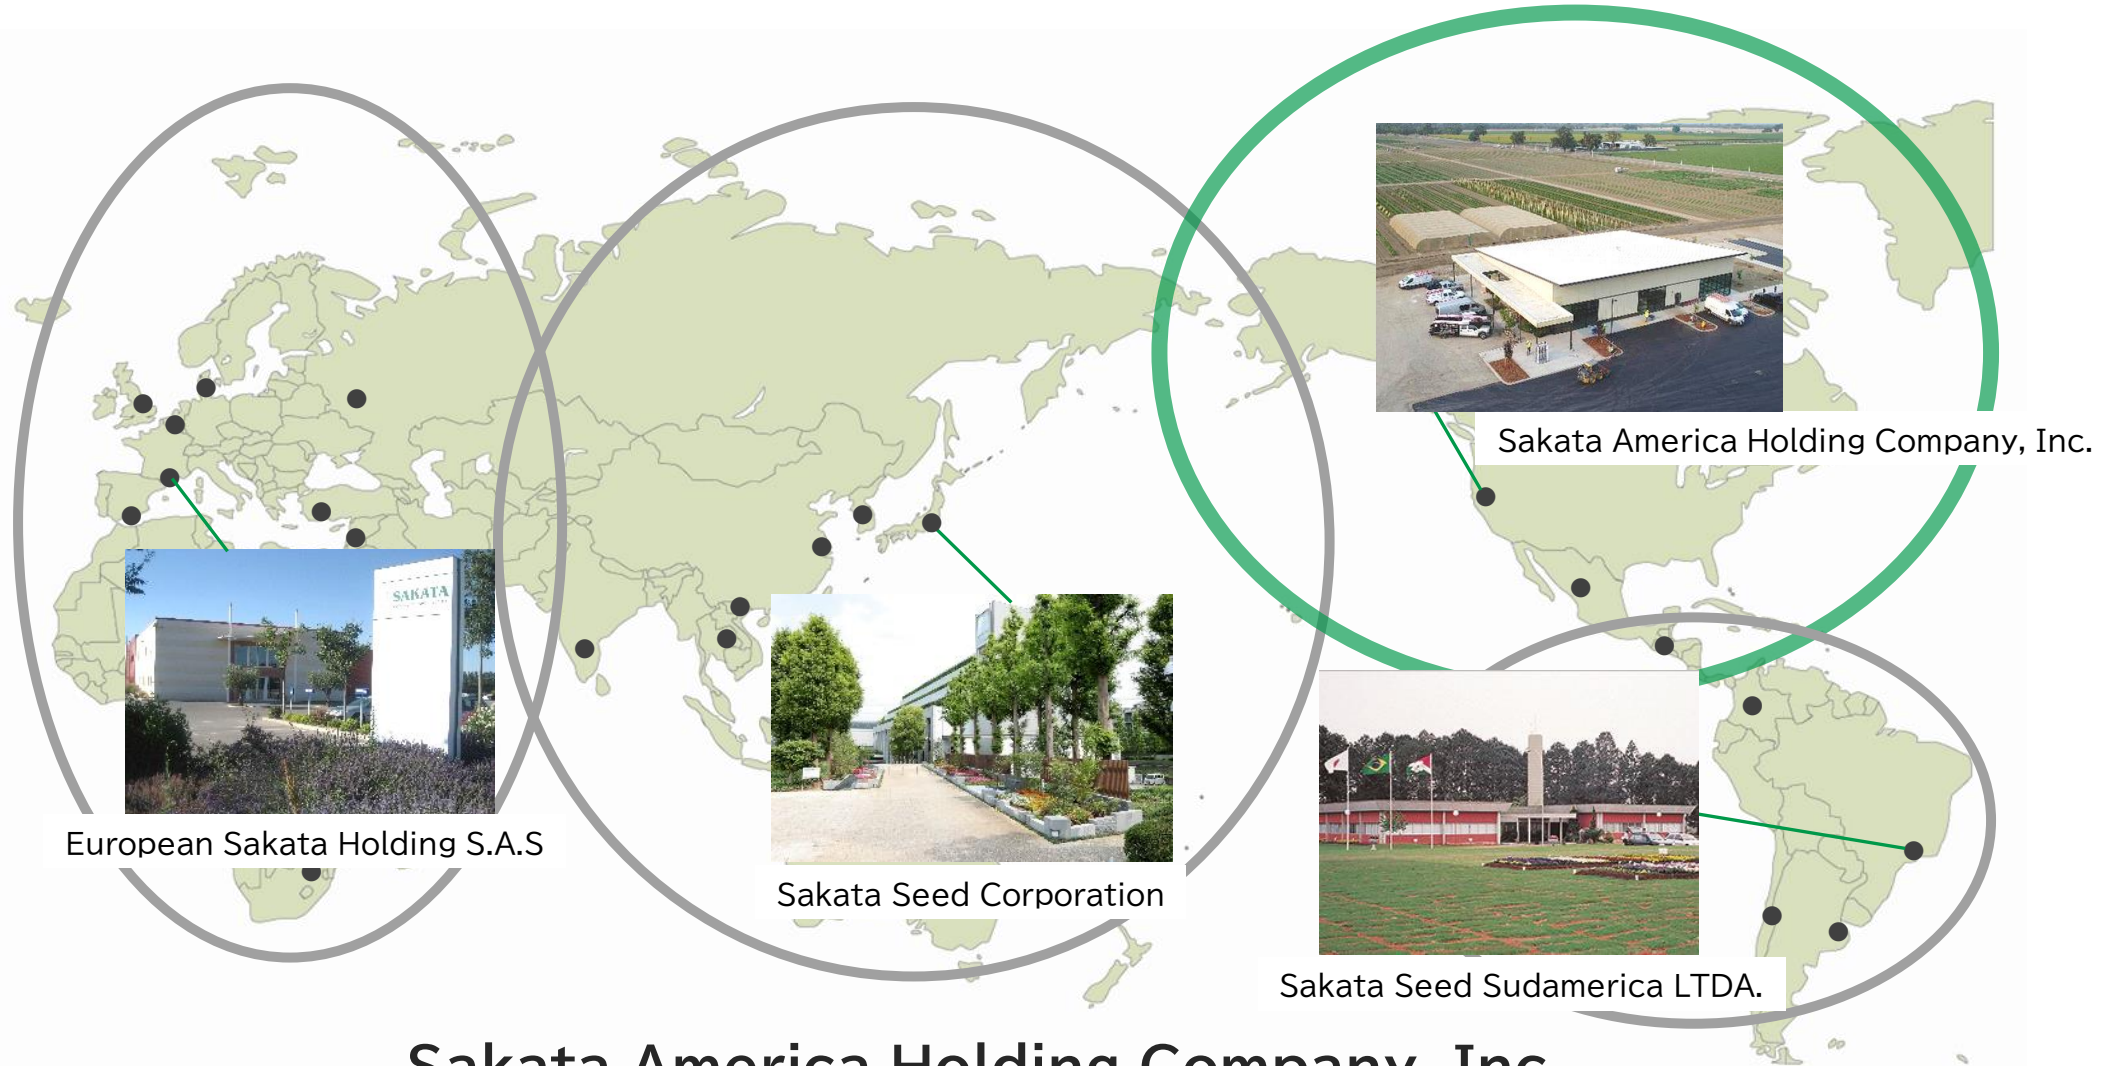 Sakata America Holding Company, Inc.
SAKATA
European Sakata Holding S.A.S
Sakata Seed Corporation
Sakata Seed Sudamerica LTDA.
Sakata America Holding Company, Inc